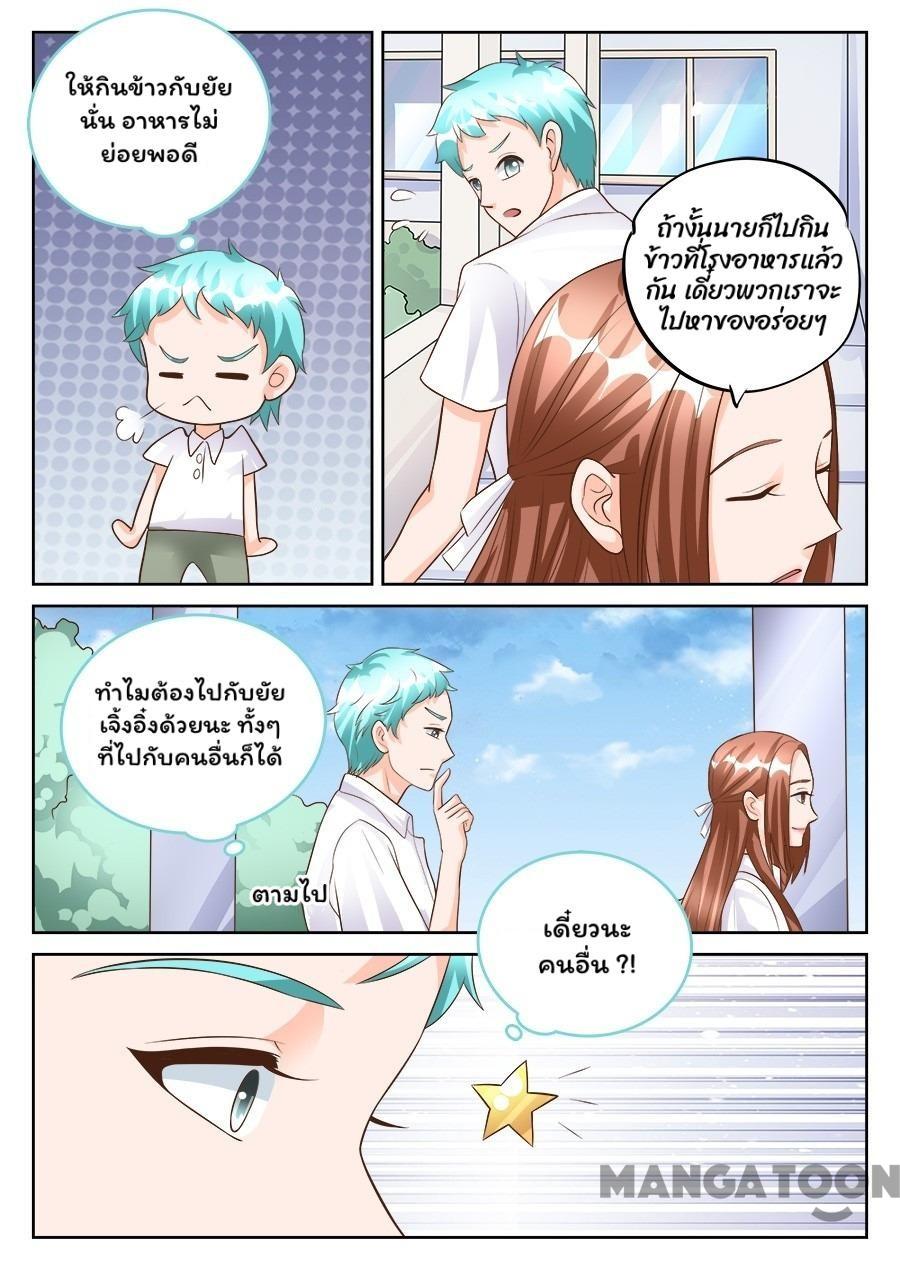 ให้กินข้าวกับยัย
นั่น อาหารไม่
ย่อยพอดี
ถ้างั้นนายก็ไปกิน
ข้าวที่โรงอาหารแล้ว
กัน เดี๋ยวพวกเราจะ
ไปหาของอร่อยๆ
ทำไมต้องไปกับยัย
เจิ้งอิ๋งด้วยนะ ทั้งๆ
ที่ไปกับคนอื่นก็ได้
ตามไป
เดี๋ยวนะ
คนอื่น ?!
MANGATOON